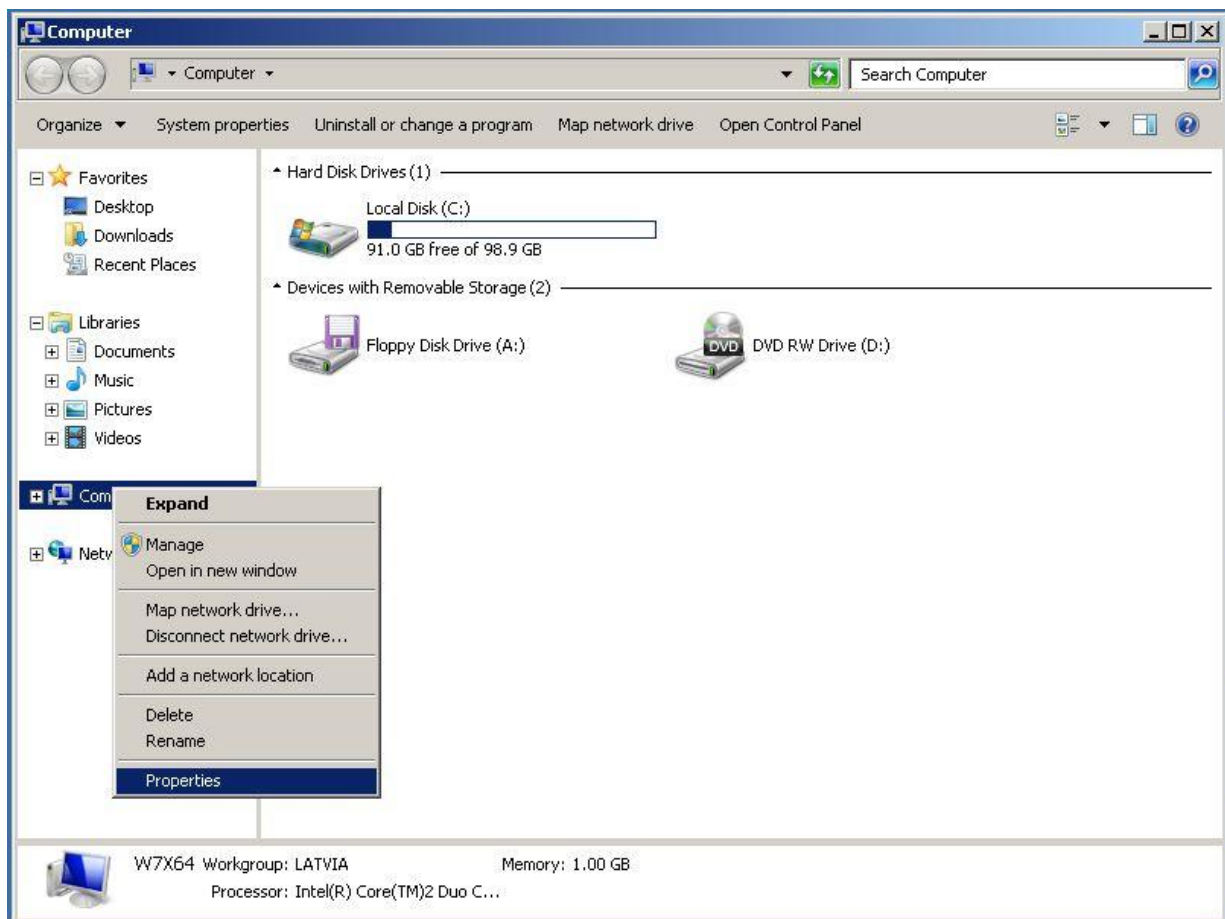 Computer
Computer
Search Computer
Organize System properties Uninstall or change a program Map network drive Open Control Panel
Favorites
Desktop
Downloads
Recent Places
Libraries
Documents
Music
Pictures
Videos
Com
Netw
Hard Disk Drives (1)
Local Disk (C:)
91.0 GB free of 98.9 GB
Devices with Removable Storage (2)
Floppy Disk Drive (A:)
DVD
DVD RW Drive (D:)
Expand
Manage
Open in new window
Map network drive...
Disconnect network drive...
Add a network location
Delete
Rename
Properties
W7X64 Workgroup: LATVIA Memory: 1.00 GB
Processor: Intel(R) Core(TM)2 Duo C...